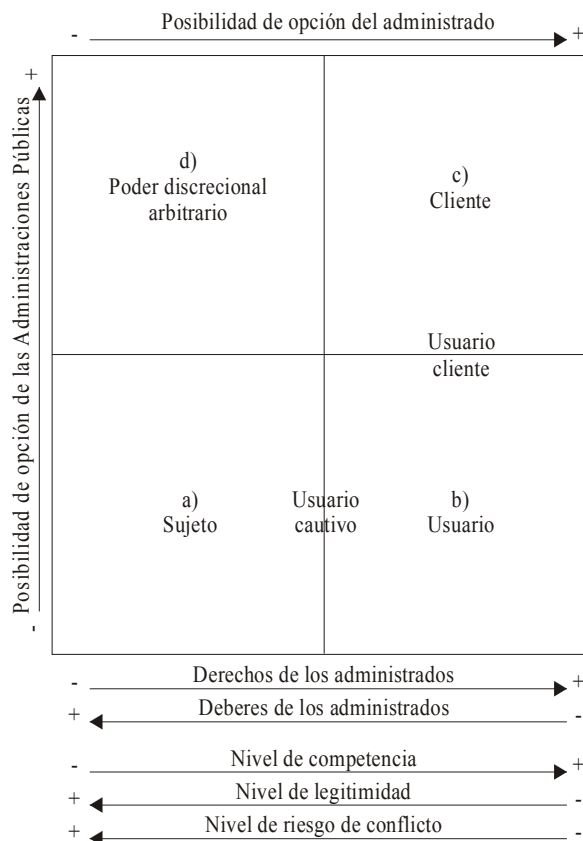 Posibilidad de opción del administrado
- +
+
Posibilidad de opción de las Administraciones Públicas
-
d)
Poder discrecional
arbitrario
c)
Cliente
Usuario
cliente
a)
Sujeto
Usuario
cautivo
b)
Usuario
Derechos de los administrados
- +
Deberes de los administrados
+ -
Nivel de competencia
- +
Nivel de legitimidad
+ -
Nivel de riesgo de conflicto
+ -